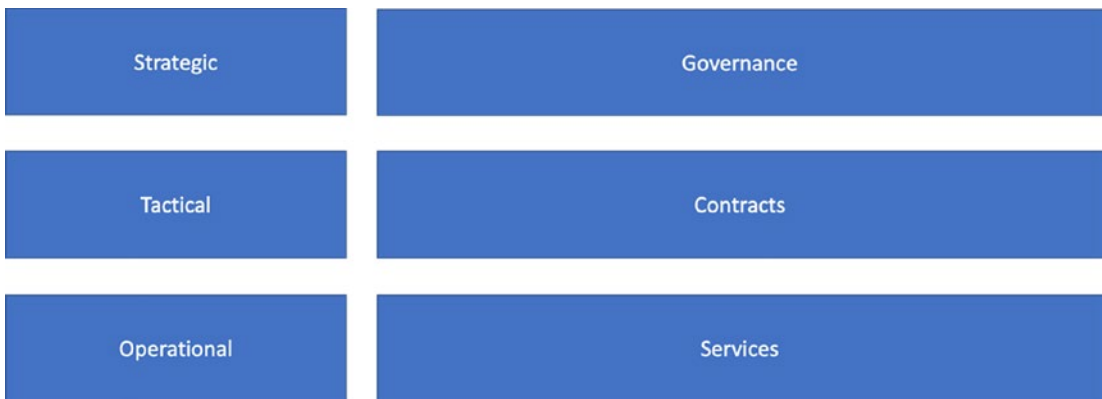 Strategic
Governance
Tactical
Contracts
Operational
Services